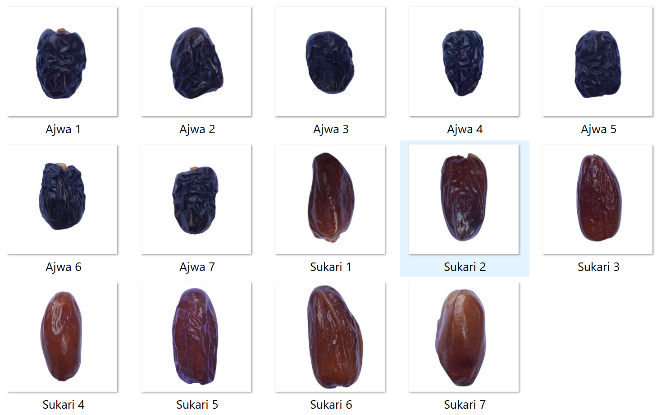 Ajwa 1
Ajwa 2
Ajwa 3
Ajwa 4
Ajwa 5
Ajwa 6
Ajwa 7
Sukari 1
Sukari 2
Sukari 3
Sukari 4
Sukari 5
Sukari 6
Sukari 7